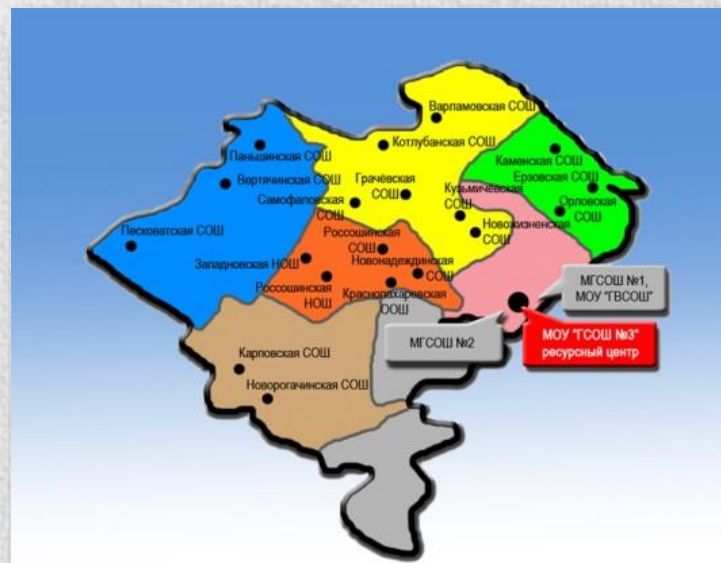 Варламовская СОШ
Котлубанская СОШ
Паньшинская СОШ
Каменская СОШ
Вертячинская СОШ
Грачёвская
СОШ
Ерзовская СОШ
Кузьмичёвская
СОШ
Самофаловская
СОШ
Орловская
СОШ
Песковатская СОШ
Россошинская
СОШ
Новожизненская
СОШ
Западновская НОШ
Новонадеждинская
СОШ
Россошинская
НОШ
Краснопахаревская
ООШ
МГСОШ №1,
МОУ "ГВСОШ"
МГСОШ №2
МОУ "ГСОШ №3"
ресурсный центр
Карповская СОШ
Новорогачинская СОШ